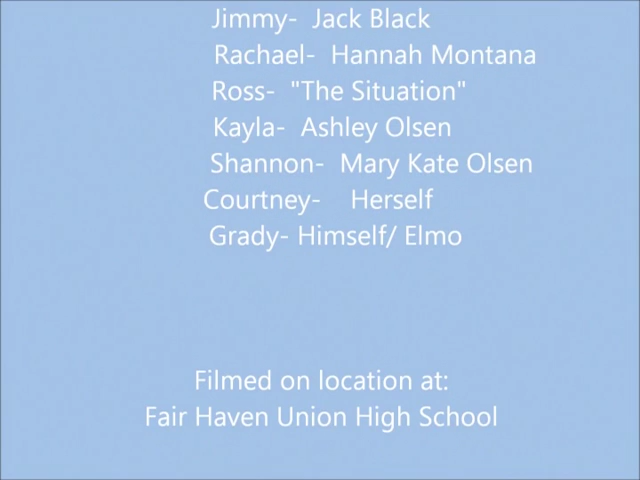 Jimmy-  Jack Black
Rachael-  Hannah Montana
Ross-  "The Situation"
Kayla-  Ashley Olsen
Shannon-  Mary Kate Olsen
Courtney-    Herself
Grady- Himself/ Elmo
Filmed on location at:
Fair Haven Union High School